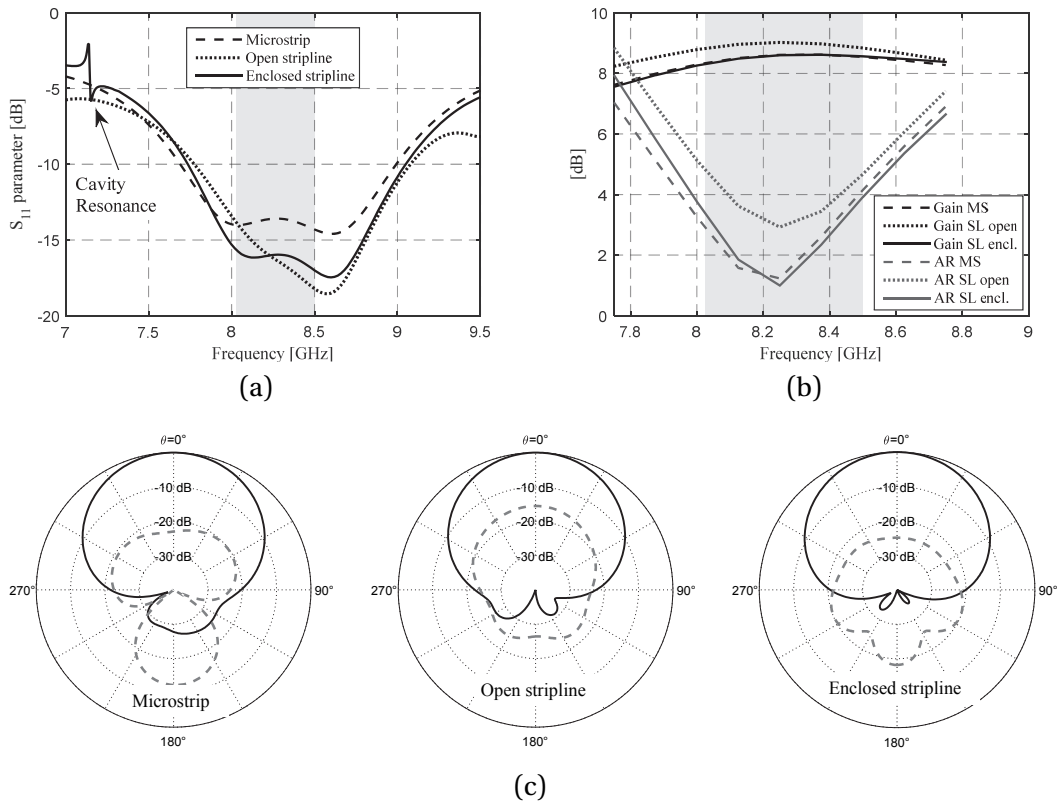 0
-5
-10
-15
-20
S11 parameter [dB]
Microstrip
Open stripline
Enclosed stripline
Cavity
Resonance
7
7.5
8
8.5
9
9.5
Frequency [GHz]
(a)
10
8
6
4
2
0
[dB]
Gain MS
Gain SL open
Gain SL encl.
AR MS
AR SL open
AR SL encl.
7.8
8
8.2
8.4
8.6
8.8
9
Frequency [GHz]
(b)
θ=0°
-10 dB
-20 dB
-30 dB
270°
90°
Microstrip
180°
θ=0°
-10 dB
-20 dB
-30 dB
270°
90°
Open stripline
180°
θ=0°
-10 dB
-20 dB
-30 dB
270°
90°
Enclosed stripline
180°
(c)